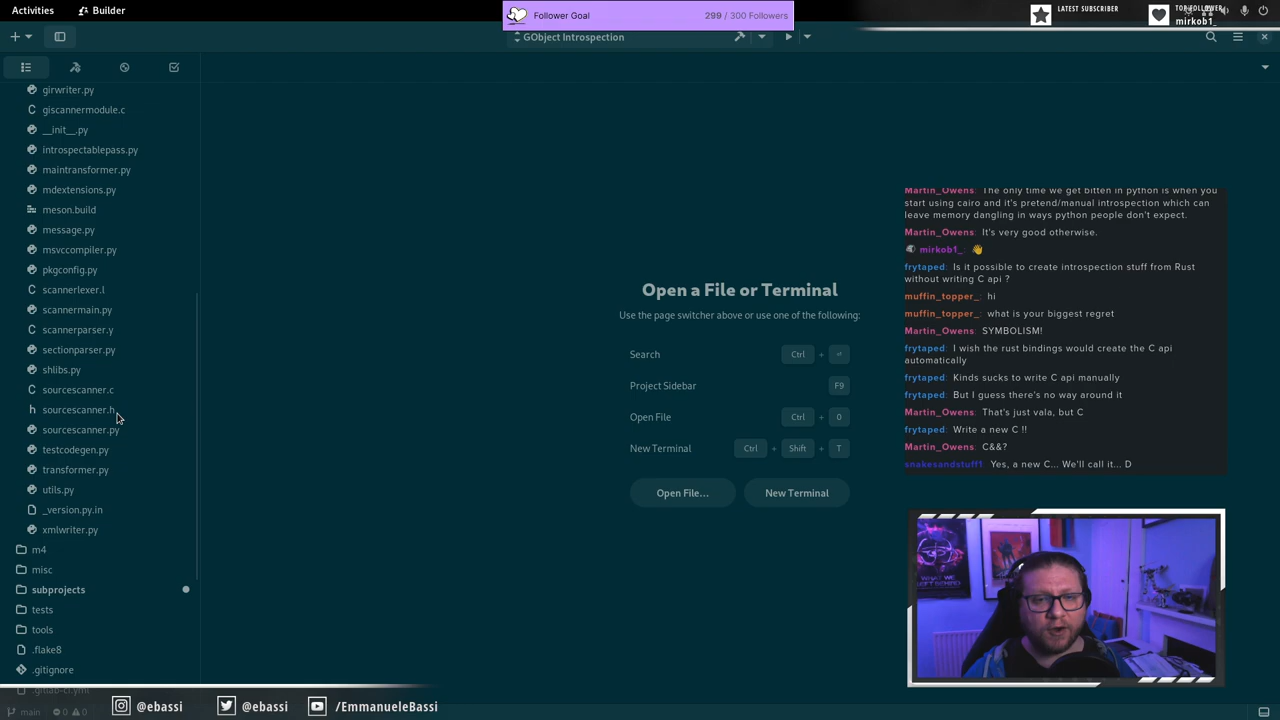 Activities
Builder
Follower Goal
299 / 300 Followers
LATEST SUBSCRIBER
mirkob1_
GObject Introspection
girwriter.py
giscannermodule.c
__init__.py
introspectablepass.py
maintransformer.py
mdextensions.py
meson.build
message.py
msvccompiler.py
pkgconfig.py
scannerlexer.l
scannermain.py
scannerparser.y
sectionparser.py
shlibs.py
sourcescanner.c
sourcescanner.h
sourcescanner.py
testcodegen.py
transformer.py
utils.py
_version.py.in
xmlwriter.py
m4
misc
subprojects
tests
tools
.flake8
.gitignore
.gitlab-ci.yml
Open a File or Terminal
Use the page switcher above or use one of the following:
Search Ctrl + ⏎
Project Sidebar F9
Open File Ctrl + O
New Terminal Ctrl + Shift + T
Open File...
New Terminal
Martin_Owens: The only time we get bitten in python is when you
start using cairo and it's pretend/manual introspection which can
leave memory dangling in ways python people don't expect.
Martin_Owens: It's very good otherwise.
mirkob1_: 👋
frytaped: Is it possible to create introspection stuff from Rust
without writing C api ?
muffin_topper_: hi
muffin_topper_: what is your biggest regret
Martin_Owens: SYMBOLISM!
frytaped: I wish the rust bindings would create the C api
automatically
frytaped: Kinds sucks to write C api manually
frytaped: But I guess there's no way around it
Martin_Owens: That's just vala, but C
frytaped: Write a new C !!
Martin_Owens: C&&?
snakesandstuff1: Yes, a new C... We'll call it... D
@ebassi
@ebassi
/EmmanueleBassi
main
0
0